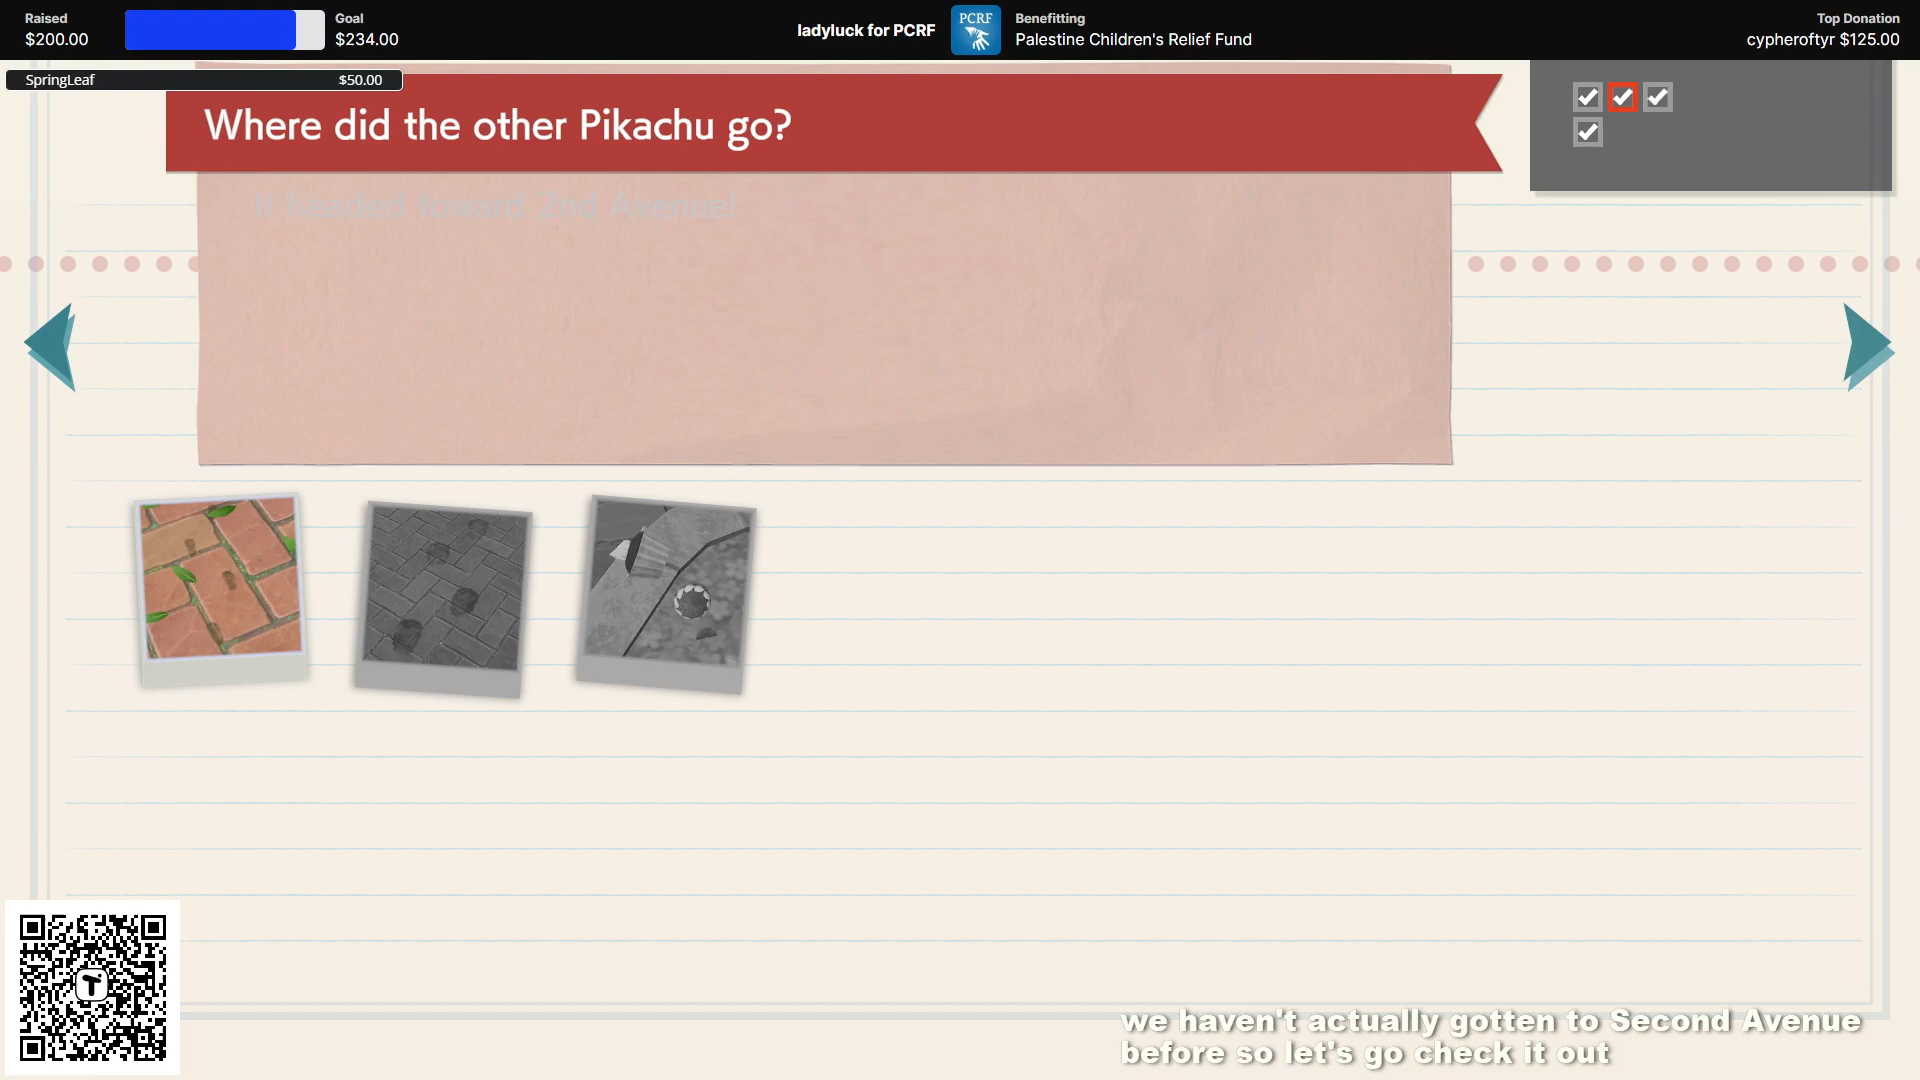 Raised
$200.00
Goal
$234.00
ladyluck for PCRF
PCRF
Benefitting
Palestine Children's Relief Fund
Top Donation
cypheroftyr $125.00
SpringLeaf $50.00
Where did the other Pikachu go?
It headed toward 2nd Avenue!
we haven't actually gotten to Second Avenue
before so let's go check it out